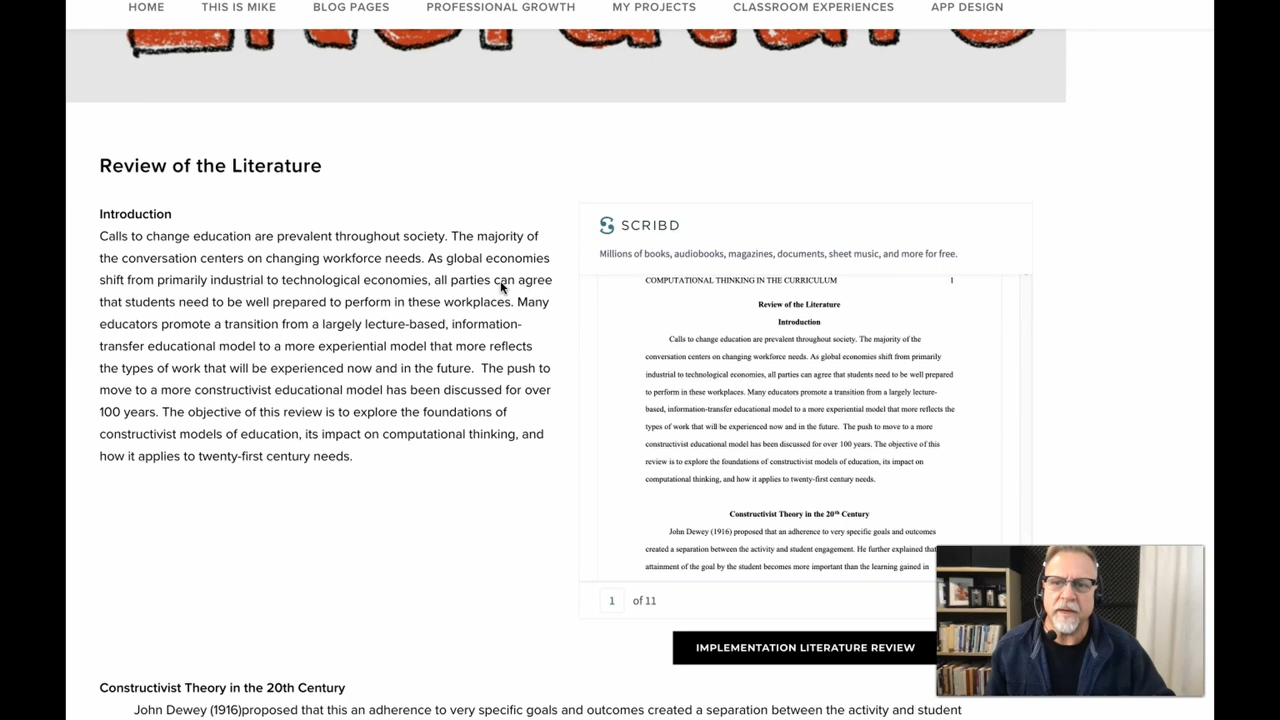 HOME THIS IS MIKE BLOG PAGES PROFESSIONAL GROWTH MY PROJECTS CLASSROOM EXPERIENCES APP DESIGN
Literature
Review of the Literature
Introduction
Calls to change education are prevalent throughout society. The majority of
the conversation centers on changing workforce needs. As global economies
shift from primarily industrial to technological economies, all parties can agree
that students need to be well prepared to perform in these workplaces. Many
educators promote a transition from a largely lecture-based, information-
transfer educational model to a more experiential model that more reflects
the types of work that will be experienced now and in the future.  The push to
move to a more constructivist educational model has been discussed for over
100 years. The objective of this review is to explore the foundations of
constructivist models of education, its impact on computational thinking, and
how it applies to twenty-first century needs.
SCRIBD
Millions of books, audiobooks, magazines, documents, sheet music, and more for free.
COMPUTATIONAL THINKING IN THE CURRICULUM 1
Review of the Literature
Introduction
Calls to change education are prevalent throughout society. The majority of the
conversation centers on changing workforce needs. As global economies shift from primarily
industrial to technological economies, all parties can agree that students need to be well prepared
to perform in these workplaces. Many educators promote a transition from a largely lecture-
based, information-transfer educational model to a more experiential model that more reflects the
types of work that will be experienced now and in the future.  The push to move to a more
constructivist educational model has been discussed for over 100 years. The objective of this
review is to explore the foundations of constructivist models of education, its impact on
computational thinking, and how it applies to twenty-first century needs.
Constructivist Theory in the 20th Century
John Dewey (1916) proposed that an adherence to very specific goals and outcomes
created a separation between the activity and student engagement. He further explained that
attainment of the goal by the student becomes more important than the learning gained in
1 of 11
IMPLEMENTATION LITERATURE REVIEW
Constructivist Theory in the 20th Century
John Dewey (1916)proposed that this an adherence to very specific goals and outcomes created a separation between the activity and student